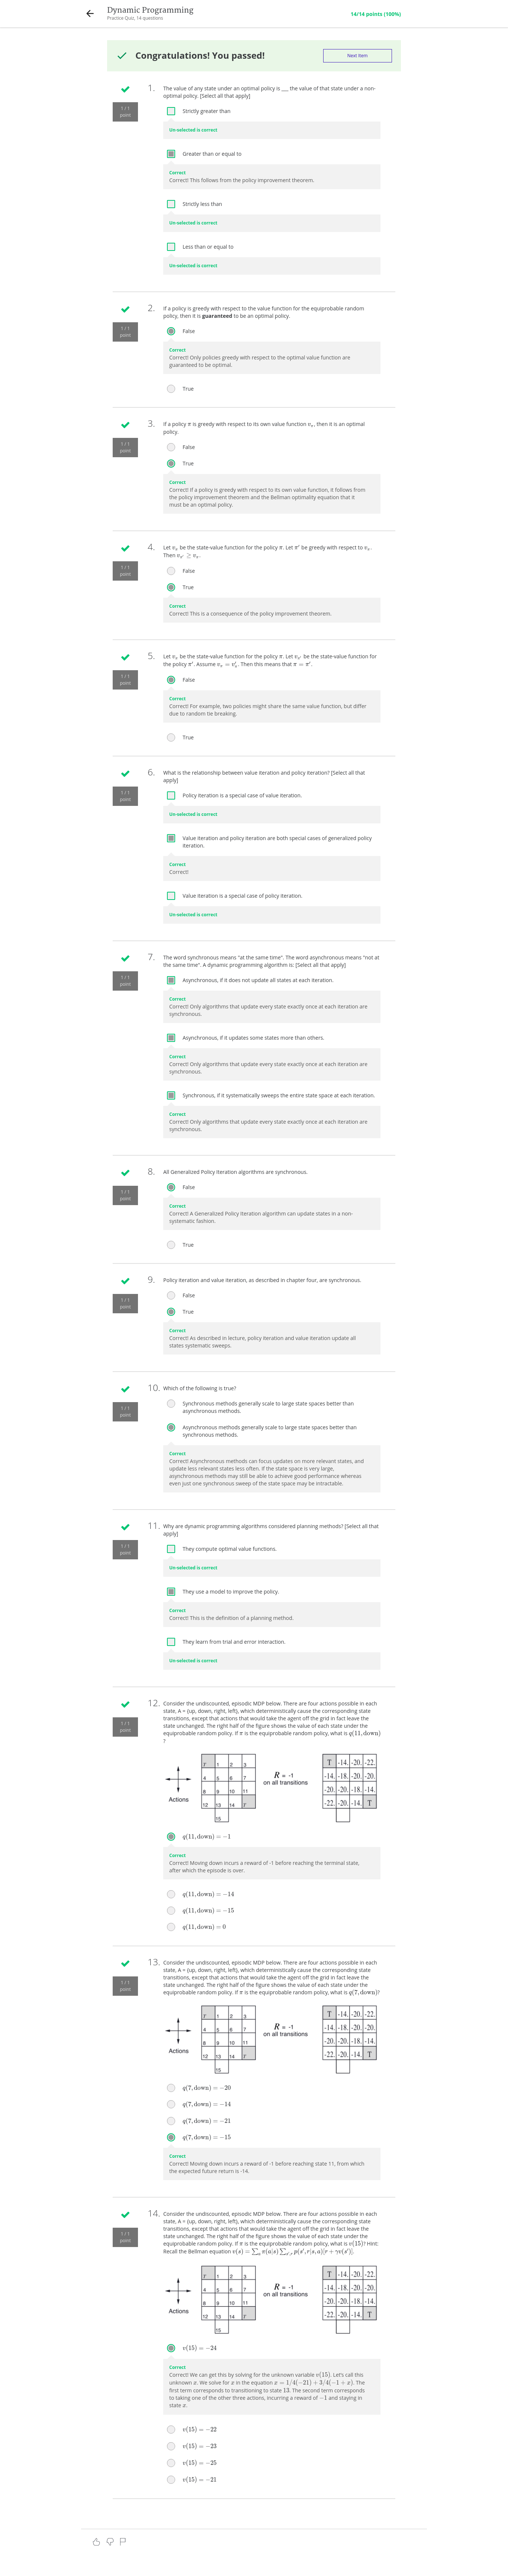 Dynamic Programming
Practice Quiz, 14 questions
14/14 points (100%)
Congratulations! You passed!
Next Item
1.
1 / 1
point
The value of any state under an optimal policy is ___ the value of that state under a non-
optimal policy. [Select all that apply]
Strictly greater than
Un-selected is correct
Greater than or equal to
Correct
Correct! This follows from the policy improvement theorem.
Strictly less than
Un-selected is correct
Less than or equal to
Un-selected is correct
2.
1 / 1
point
If a policy is greedy with respect to the value function for the equiprobable random
policy, then it is guaranteed to be an optimal policy.
False
Correct
Correct! Only policies greedy with respect to the optimal value function are
guaranteed to be optimal.
True
3.
1 / 1
point
If a policy π is greedy with respect to its own value function vπ, then it is an optimal
policy.
False
True
Correct
Correct! If a policy is greedy with respect to its own value function, it follows from
the policy improvement theorem and the Bellman optimality equation that it
must be an optimal policy.
4.
1 / 1
point
Let vπ be the state-value function for the policy π. Let π′ be greedy with respect to vπ.
Then vπ′ ≥ vπ.
False
True
Correct
Correct! This is a consequence of the policy improvement theorem.
5.
1 / 1
point
Let vπ be the state-value function for the policy π. Let vπ′ be the state-value function for
the policy π′. Assume vπ = v′π. Then this means that π = π′.
False
Correct
Correct! For example, two policies might share the same value function, but differ
due to random tie breaking.
True
6.
1 / 1
point
What is the relationship between value iteration and policy iteration? [Select all that
apply]
Policy iteration is a special case of value iteration.
Un-selected is correct
Value iteration and policy iteration are both special cases of generalized policy
iteration.
Correct
Correct!
Value iteration is a special case of policy iteration.
Un-selected is correct
7.
1 / 1
point
The word synchronous means "at the same time". The word asynchronous means "not at
the same time". A dynamic programming algorithm is: [Select all that apply]
Asynchronous, if it does not update all states at each iteration.
Correct
Correct! Only algorithms that update every state exactly once at each iteration are
synchronous.
Asynchronous, if it updates some states more than others.
Correct
Correct! Only algorithms that update every state exactly once at each iteration are
synchronous.
Synchronous, if it systematically sweeps the entire state space at each iteration.
Correct
Correct! Only algorithms that update every state exactly once at each iteration are
synchronous.
8.
1 / 1
point
All Generalized Policy Iteration algorithms are synchronous.
False
Correct
Correct! A Generalized Policy Iteration algorithm can update states in a non-
systematic fashion.
True
9.
1 / 1
point
Policy iteration and value iteration, as described in chapter four, are synchronous.
False
True
Correct
Correct! As described in lecture, policy iteration and value iteration update all
states systematic sweeps.
10.
1 / 1
point
Which of the following is true?
Synchronous methods generally scale to large state spaces better than
asynchronous methods.
Asynchronous methods generally scale to large state spaces better than
synchronous methods.
Correct
Correct! Asynchronous methods can focus updates on more relevant states, and
update less relevant states less often. If the state space is very large,
asynchronous methods may still be able to achieve good performance whereas
even just one synchronous sweep of the state space may be intractable.
11.
1 / 1
point
Why are dynamic programming algorithms considered planning methods? [Select all that
apply]
They compute optimal value functions.
Un-selected is correct
They use a model to improve the policy.
Correct
Correct! This is the definition of a planning method.
They learn from trial and error interaction.
Un-selected is correct
12.
1 / 1
point
Consider the undiscounted, episodic MDP below. There are four actions possible in each
state, A = {up, down, right, left}, which deterministically cause the corresponding state
transitions, except that actions that would take the agent off the grid in fact leave the
state unchanged. The right half of the figure shows the value of each state under the
equiprobable random policy. If π is the equiprobable random policy, what is q(11, down)
?
T 1 2 3
4 5 6 7
8 9 10 11
12 13 14 T
15
Actions
R = -1
on all transitions
T -14. -20. -22.
-14. -18. -20. -20.
-20. -20. -18. -14.
-22. -20. -14. T
q(11, down) = −1
Correct
Correct! Moving down incurs a reward of -1 before reaching the terminal state,
after which the episode is over.
q(11, down) = −14
q(11, down) = −15
q(11, down) = 0
13.
1 / 1
point
Consider the undiscounted, episodic MDP below. There are four actions possible in each
state, A = {up, down, right, left}, which deterministically cause the corresponding state
transitions, except that actions that would take the agent off the grid in fact leave the
state unchanged. The right half of the figure shows the value of each state under the
equiprobable random policy. If π is the equiprobable random policy, what is q(7, down)?
T 1 2 3
4 5 6 7
8 9 10 11
12 13 14 T
15
Actions
R = -1
on all transitions
T -14. -20. -22.
-14. -18. -20. -20.
-20. -20. -18. -14.
-22. -20. -14. T
q(7, down) = −20
q(7, down) = −14
q(7, down) = −21
q(7, down) = −15
Correct
Correct! Moving down incurs a reward of -1 before reaching state 11, from which
the expected future return is -14.
14.
1 / 1
point
Consider the undiscounted, episodic MDP below. There are four actions possible in each
state, A = {up, down, right, left}, which deterministically cause the corresponding state
transitions, except that actions that would take the agent off the grid in fact leave the
state unchanged. The right half of the figure shows the value of each state under the
equiprobable random policy. If π is the equiprobable random policy, what is v(15)? Hint:
Recall the Bellman equation v(s) = ∑a π(a|s) ∑s′,r p(s′, r|s, a)[r + γv(s′)].
T 1 2 3
4 5 6 7
8 9 10 11
12 13 14 T
15
Actions
R = -1
on all transitions
T -14. -20. -22.
-14. -18. -20. -20.
-20. -20. -18. -14.
-22. -20. -14. T
v(15) = −24
Correct
Correct! We can get this by solving for the unknown variable v(15). Let's call this
unknown x. We solve for x in the equation x = 1/4(−21) + 3/4(−1 + x). The
first term corresponds to transitioning to state 13. The second term corresponds
to taking one of the other three actions, incurring a reward of −1 and staying in
state x.
v(15) = −22
v(15) = −23
v(15) = −25
v(15) = −21